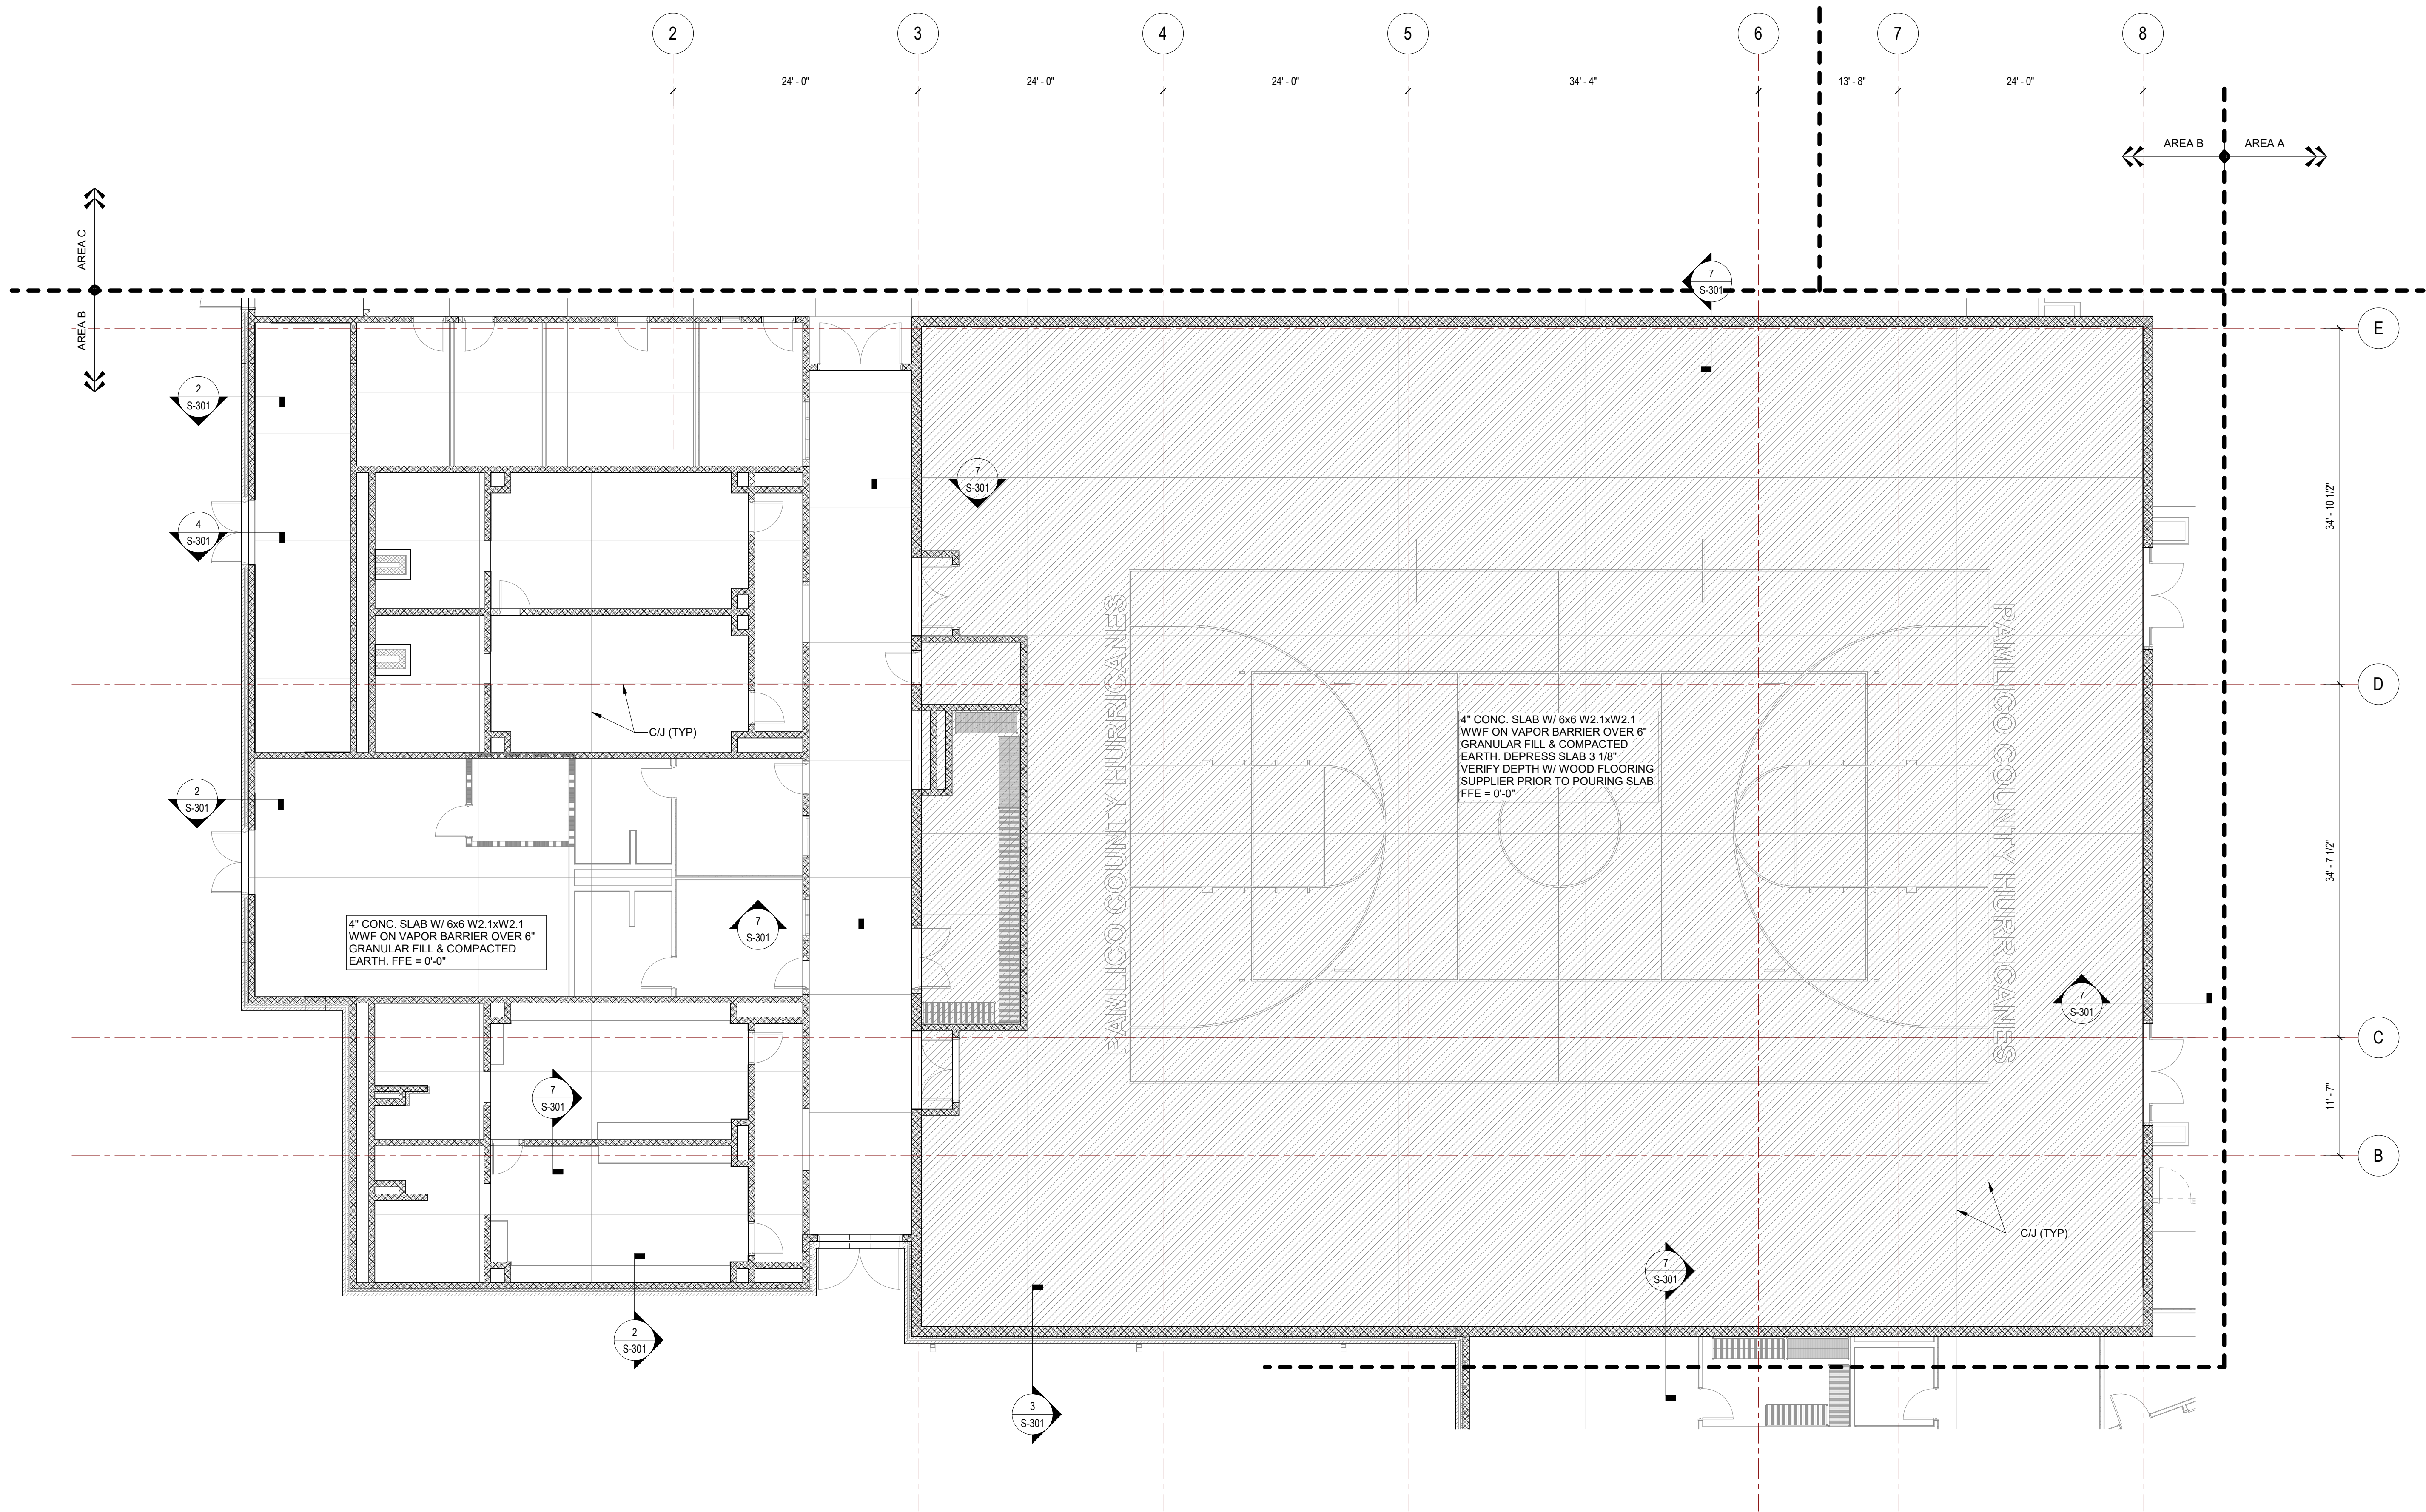 2
3
4
5
6
7
8
24' - 0"
24' - 0"
24' - 0"
34' - 4"
13' - 8"
24' - 0"
AREA B
AREA A
AREA C
AREA B
7
S-301
E
2
S-301
7
S-301
34' - 10 1/2"
4
S-301
PAMLICO COUNTY HURRICANES
PAMLICO COUNTY HURRICANES
D
C/J (TYP)
4" CONC. SLAB W/ 6x6 W2.1xW2.1
WWF ON VAPOR BARRIER OVER 6"
GRANULAR FILL & COMPACTED
EARTH. DEPRESS SLAB 3 1/8"
VERIFY DEPTH W/ WOOD FLOORING
SUPPLIER PRIOR TO POURING SLAB
FFE = 0'-0"
2
S-301
34' - 7 1/2"
4" CONC. SLAB W/ 6x6 W2.1xW2.1
WWF ON VAPOR BARRIER OVER 6"
GRANULAR FILL & COMPACTED
EARTH. FFE = 0'-0"
7
S-301
7
S-301
C
7
S-301
11' - 7"
B
C/J (TYP)
7
S-301
2
S-301
3
S-301